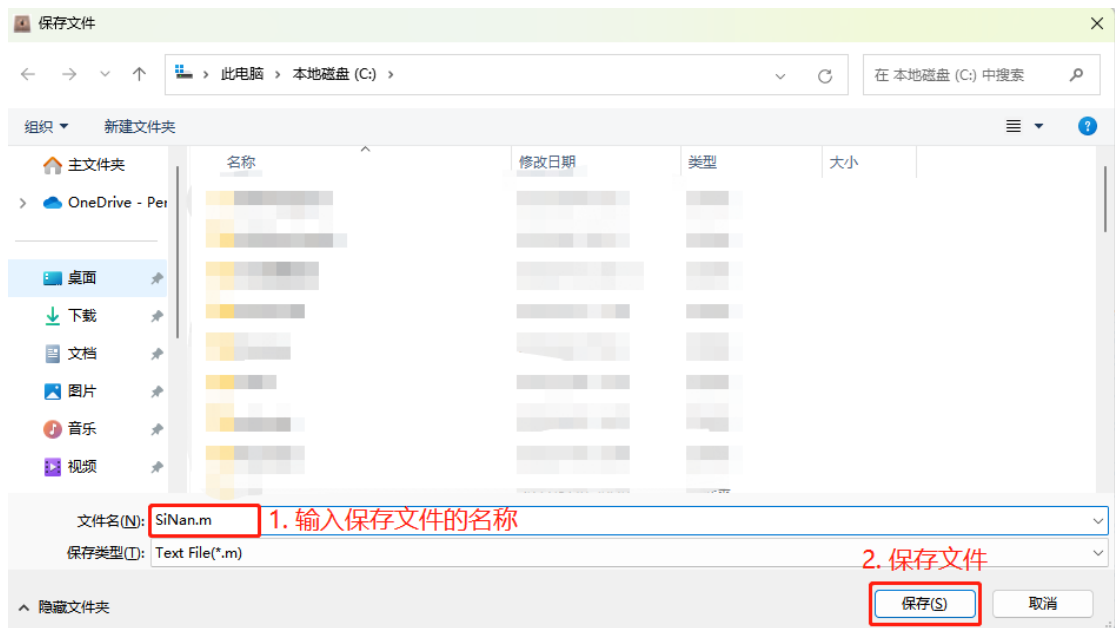 保存文件
此电脑 › 本地磁盘 (C:) ›
在 本地磁盘 (C:) 中搜索
组织 新建文件夹
名称 修改日期 类型 大小
主文件夹
OneDrive - Per
桌面
下载
文档
图片
音乐
视频
文件名(N): SiNan.m 1. 输入保存文件的名称
保存类型(T): Text File(*.m)
2. 保存文件
隐藏文件夹 保存(S) 取消